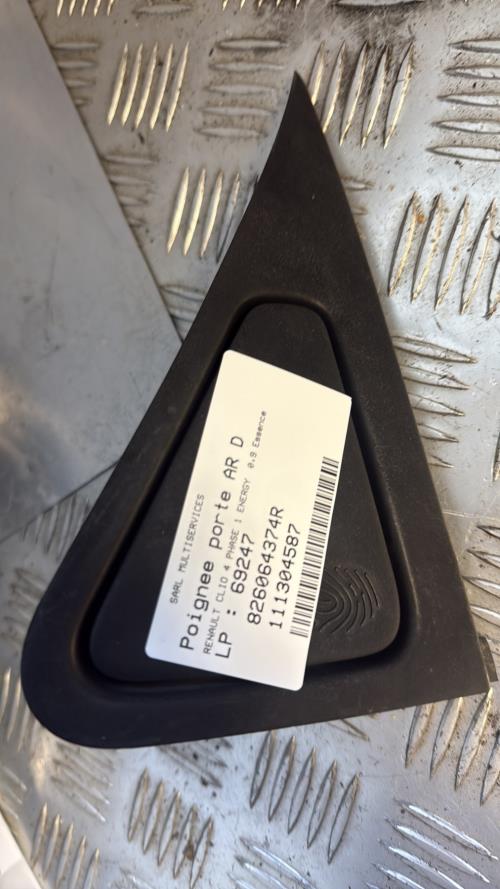 SARL MULTISERVICES
Poignee porte AR D
RENAULT CLIO 4 PHASE 1 ENERGY 0.9 Essence
LP : 69247
826064374R
111304587